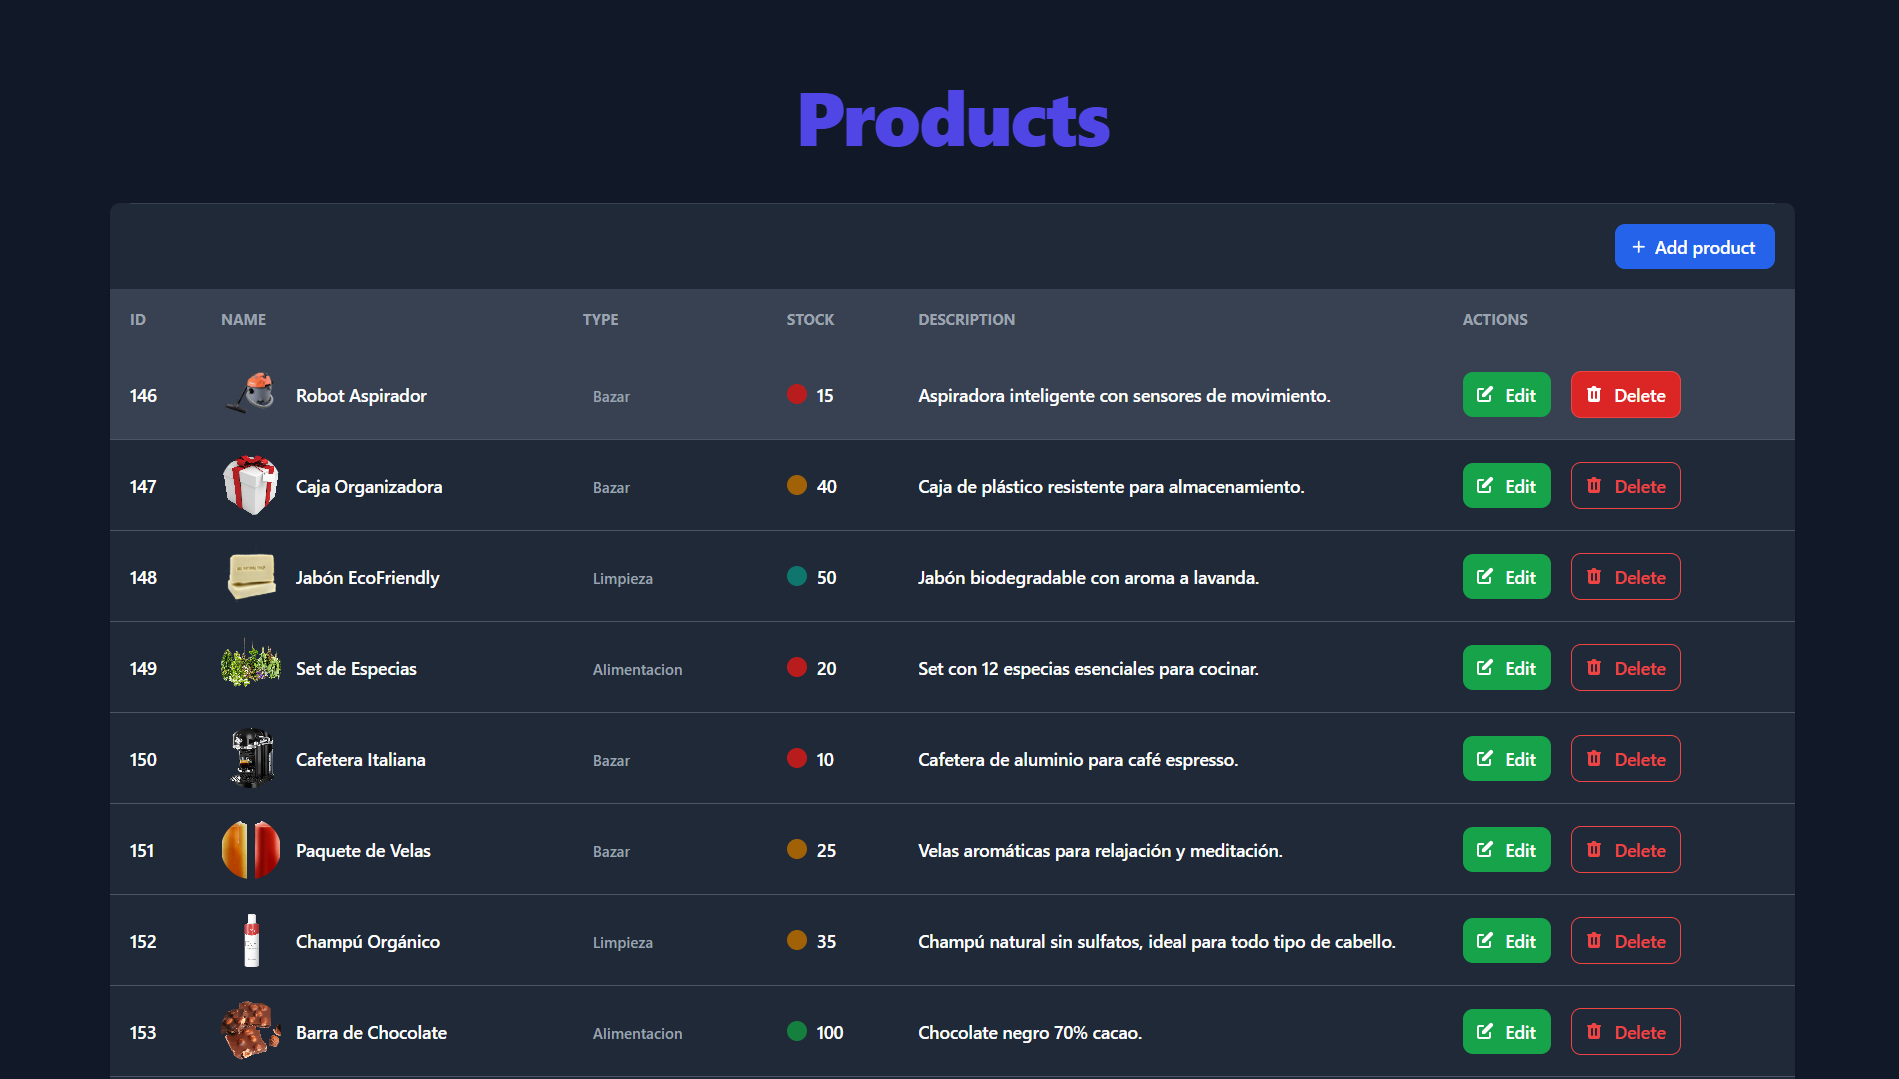 Products
+ Add product
ID NAME TYPE STOCK DESCRIPTION ACTIONS
146 Robot Aspirador Bazar 15 Aspiradora inteligente con sensores de movimiento. Edit Delete
147 Caja Organizadora Bazar 40 Caja de plástico resistente para almacenamiento. Edit Delete
148 Jabón EcoFriendly Limpieza 50 Jabón biodegradable con aroma a lavanda. Edit Delete
149 Set de Especias Alimentacion 20 Set con 12 especias esenciales para cocinar. Edit Delete
150 Cafetera Italiana Bazar 10 Cafetera de aluminio para café espresso. Edit Delete
151 Paquete de Velas Bazar 25 Velas aromáticas para relajación y meditación. Edit Delete
152 Champú Orgánico Limpieza 35 Champú natural sin sulfatos, ideal para todo tipo de cabello. Edit Delete
153 Barra de Chocolate Alimentacion 100 Chocolate negro 70% cacao. Edit Delete